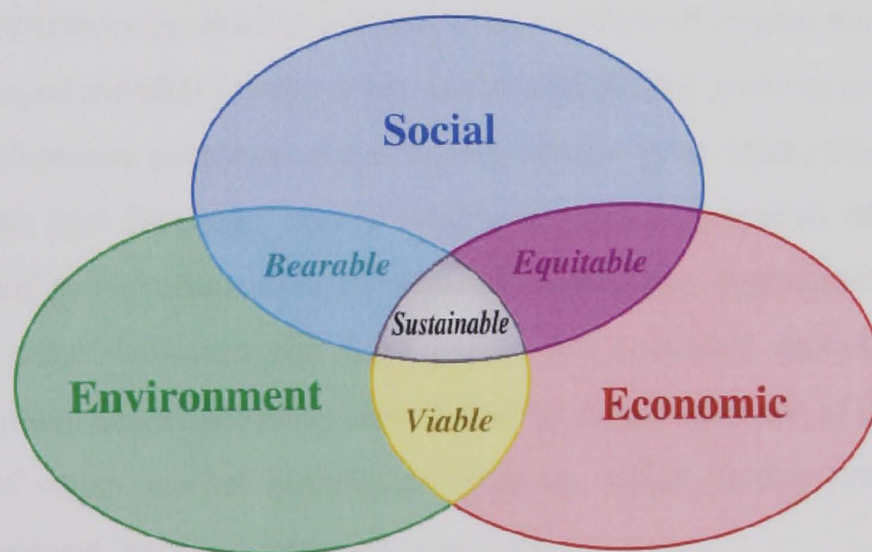 Social
Bearable
Equitable
Sustainable
Environment
Economic
Viable